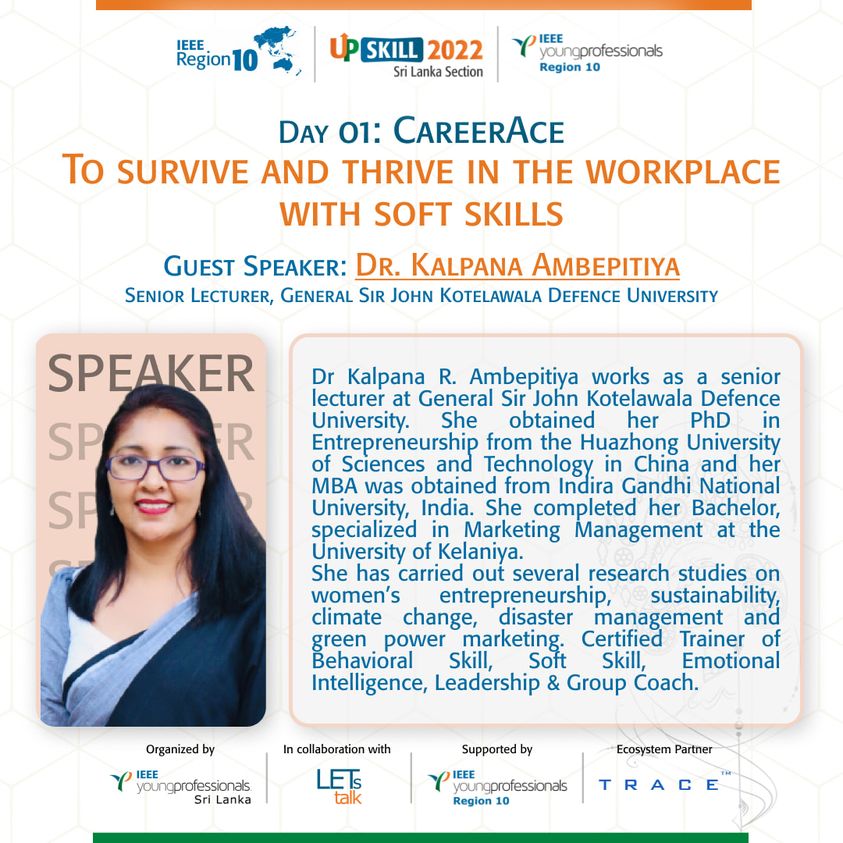 IEEE
Region 10
UPSKILL 2022
Sri Lanka Section
IEEE
youngprofessionals
Region 10
DAY 01: CAREERACE
TO SURVIVE AND THRIVE IN THE WORKPLACE
WITH SOFT SKILLS
GUEST SPEAKER: DR. KALPANA AMBEPITIYA
SENIOR LECTURER, GENERAL SIR JOHN KOTELAWALA DEFENCE UNIVERSITY
SPEAKER
SPEAKER
SPEAKER
SPEAKER
Dr Kalpana R. Ambepitiya works as a senior
lecturer at General Sir John Kotelawala Defence
University. She obtained her PhD in
Entrepreneurship from the Huazhong University
of Sciences and Technology in China and her
MBA was obtained from Indira Gandhi National
University, India. She completed her Bachelor,
specialized in Marketing Management at the
University of Kelaniya.
She has carried out several research studies on
women's entrepreneurship, sustainability,
climate change, disaster management and
green power marketing. Certified Trainer of
Behavioral Skill, Soft Skill, Emotional
Intelligence, Leadership & Group Coach.
Organized by
IEEE
youngprofessionals
Sri Lanka
In collaboration with
LETs
talk
Supported by
IEEE
youngprofessionals
Region 10
Ecosystem Partner
TRACE™